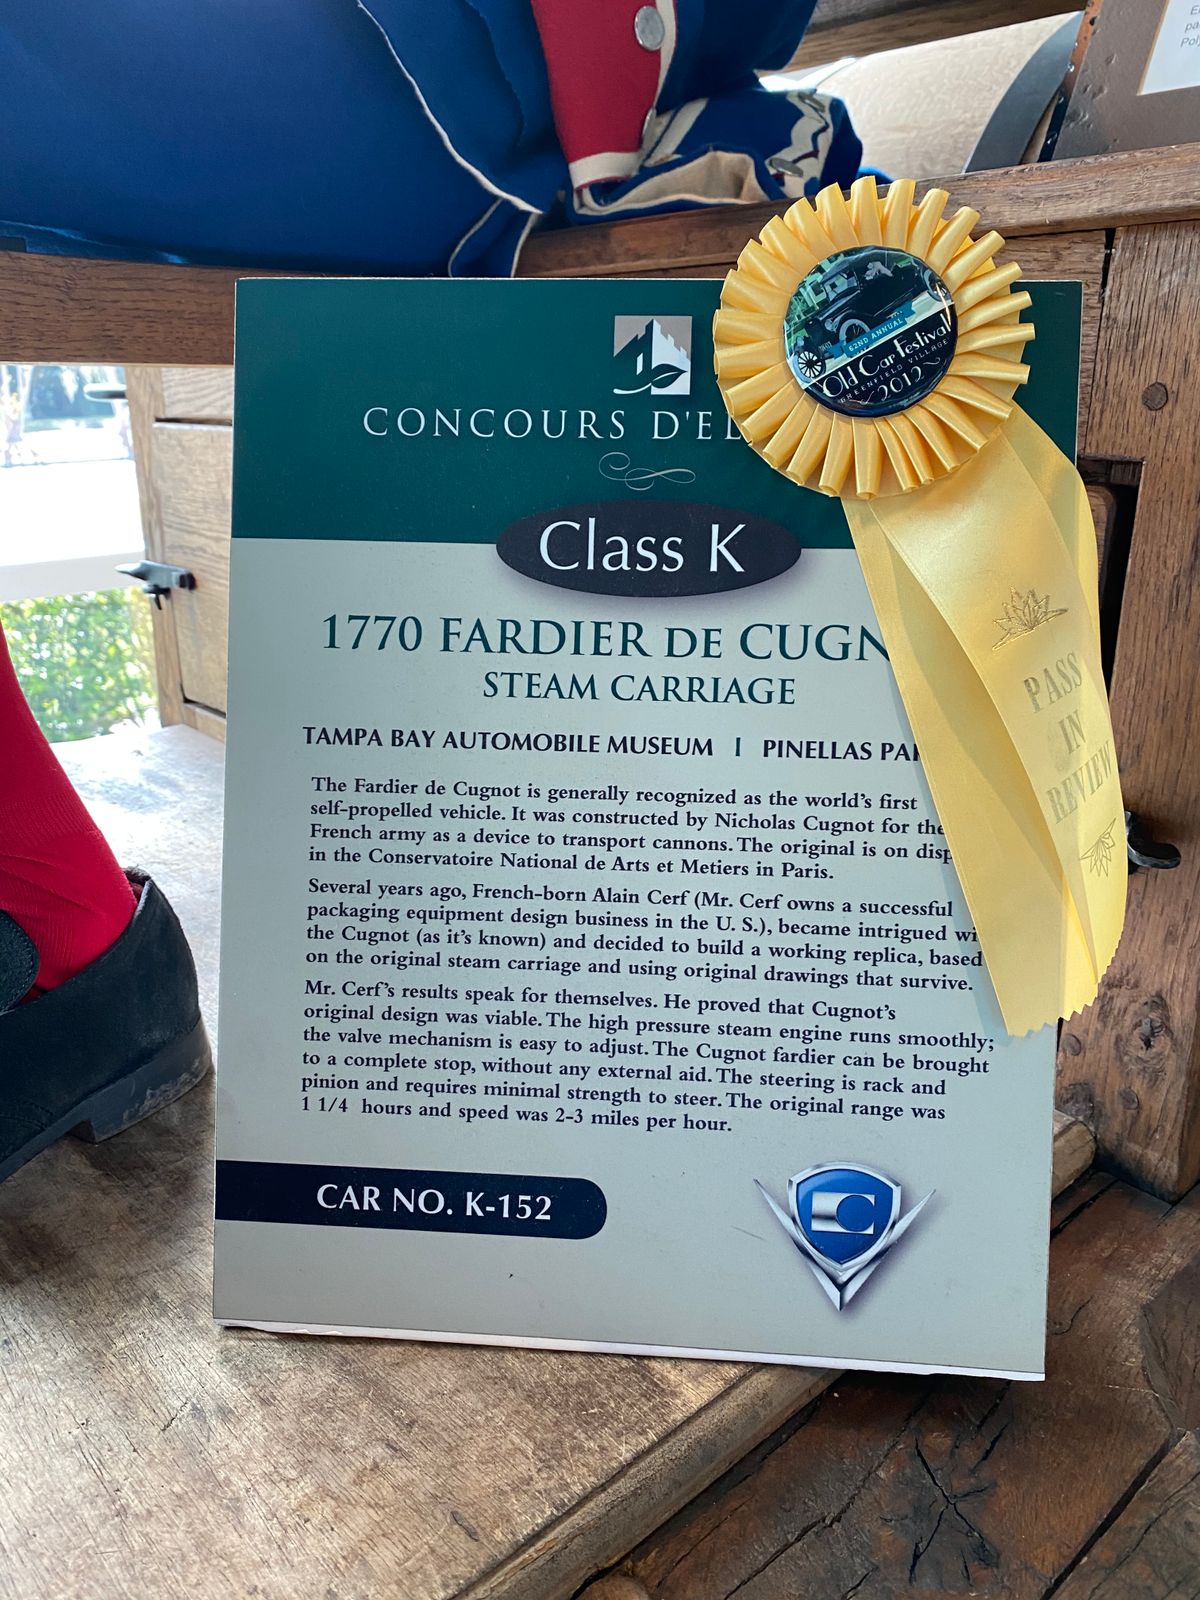 CONCOURS D'EL
Class K
1770 FARDIER DE CUGN
STEAM CARRIAGE
TAMPA BAY AUTOMOBILE MUSEUM | PINELLAS PA
The Fardier de Cugnot is generally recognized as the world's first
self-propelled vehicle. It was constructed by Nicholas Cugnot for the
French army as a device to transport cannons. The original is on disp
in the Conservatoire National de Arts et Metiers in Paris.
Several years ago, French-born Alain Cerf (Mr. Cerf owns a successful
packaging equipment design business in the U. S.), became intrigued wi
the Cugnot (as it's known) and decided to build a working replica, based
on the original steam carriage and using original drawings that survive.
Mr. Cerf's results speak for themselves. He proved that Cugnot's
original design was viable. The high pressure steam engine runs smoothly;
the valve mechanism is easy to adjust. The Cugnot fardier can be brought
to a complete stop, without any external aid. The steering is rack and
pinion and requires minimal strength to steer. The original range was
1 1/4 hours and speed was 2-3 miles per hour.
CAR NO. K-152
62ND ANNUAL
Old Car Festival
GREENFIELD VILLAGE
2012
PASS
IN
REVIEW